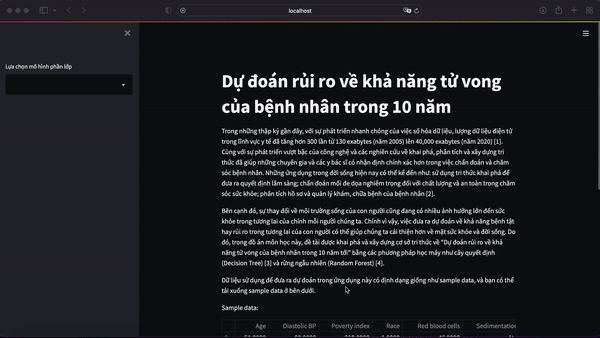 localhost
Lựa chọn mô hình phân lớp
Dự đoán rủi ro về khả năng tử vong
của bệnh nhân trong 10 năm
Trong những thập kỷ gần đây, với sự phát triển nhanh chóng của việc số hóa dữ liệu, lượng dữ liệu điện tử
trong lĩnh vực y tế đã tăng hơn 300 lần từ 130 exabytes (năm 2005) lên 40,000 exabytes (năm 2020) [1].
Cùng với sự phát triển vượt bậc của công nghệ và các nghiên cứu về khai phá, phân tích và xây dựng tri
thức đã giúp những chuyên gia và các y bác sĩ có nhận định chính xác hơn trong việc chẩn đoán và chăm
sóc bệnh nhân. Những ứng dụng trong đời sống hiện nay có thể kể đến như: sử dụng tri thức khai phá để
đưa ra quyết định lâm sàng; chẩn đoán mối đe dọa nghiêm trọng đối với chất lượng và an toàn trong chăm
sóc sức khỏe; phân tích hồ sơ và quản lý khám, chữa bệnh của bệnh nhân [2].
Bên cạnh đó, sự thay đổi về môi trường sống của con người cũng đang có nhiều ảnh hưởng lớn đến sức
khỏe trong tương lai của chính mỗi người chúng ta. Chính vì vậy, việc đưa ra dự đoán về khả năng bệnh tật
hay rủi ro trong tương lai của con người có thể giúp chúng ta cải thiện hơn về mặt sức khỏe và đời sống. Do
đó, trong đồ án môn học này, đề tài được khai phá và xây dựng cơ sở tri thức về "Dự đoán rủi ro về khả
năng tử vong của bệnh nhân trong 10 năm tới" bằng các phương pháp học máy như cây quyết định
(Decision Tree) [3] và rừng ngẫu nhiên (Random Forest) [4].
Dữ liệu sử dụng để đưa ra dự đoán trong ứng dụng này có định dạng giống như sample data, và bạn có thể
tải xuống sample data ở bên dưới.
Sample data:
Age Diastolic BP Poverty index Race Red blood cells Sedimentation